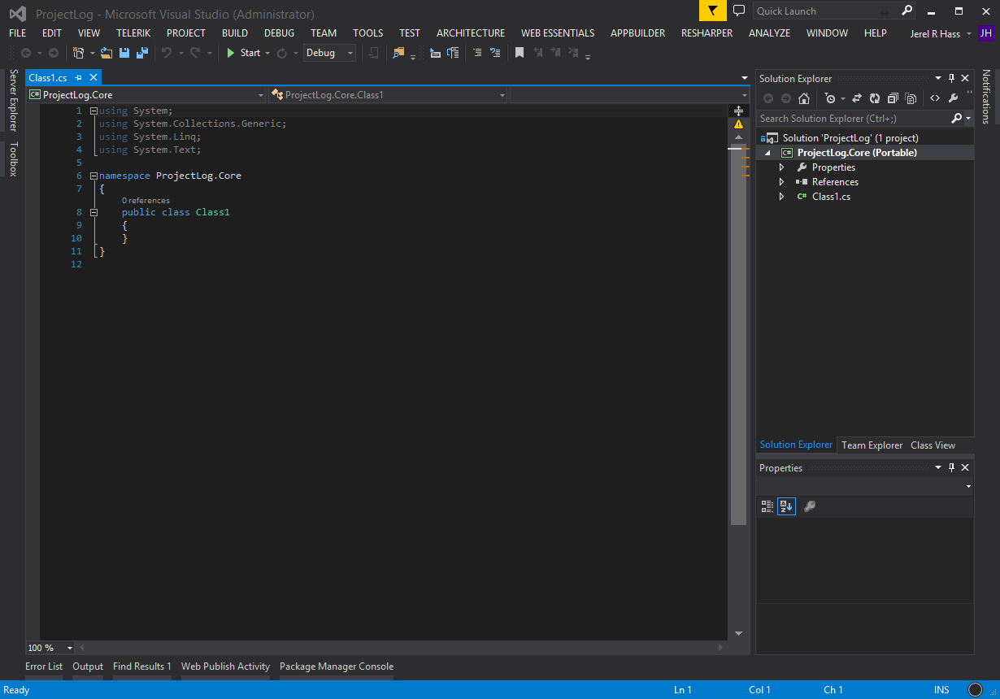 ProjectLog - Microsoft Visual Studio (Administrator)
Quick Launch
FILE EDIT VIEW TELERIK PROJECT BUILD DEBUG TEAM TOOLS TEST ARCHITECTURE WEB ESSENTIALS APPBUILDER RESHARPER ANALYZE WINDOW HELP Jerel R Hass JH
Start Debug
Server Explorer
Toolbox
Class1.cs
C# ProjectLog.Core ProjectLog.Core.Class1
1 using System;
2 using System.Collections.Generic;
3 using System.Linq;
4 using System.Text;
5
6 namespace ProjectLog.Core
7 {
0 references
8 public class Class1
9 {
10 }
11 }
12
100 %
Solution Explorer
Search Solution Explorer (Ctrl+;)
Solution 'ProjectLog' (1 project)
C# ProjectLog.Core (Portable)
Properties
References
C# Class1.cs
Solution Explorer Team Explorer Class View
Properties
Notifications
Error List Output Find Results 1 Web Publish Activity Package Manager Console
Ready Ln 1 Col 1 Ch 1 INS